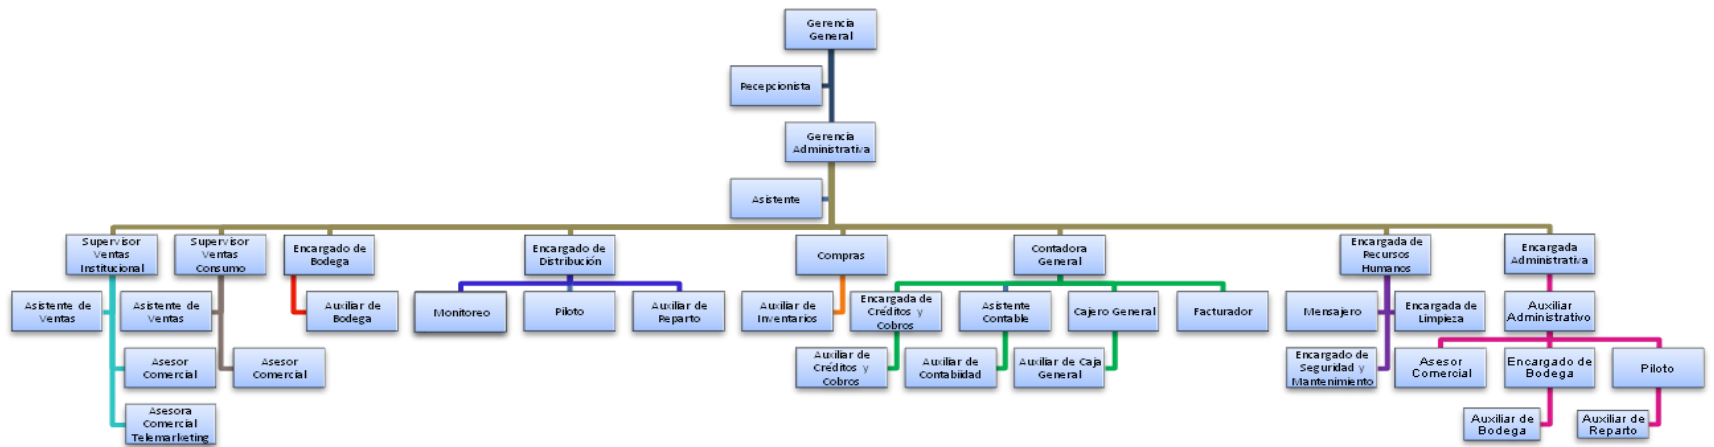 Gerencia
General
Recepcionista
Gerencia
Administrativa
Asistente
Supervisor
Ventas
Institucional
Supervisor
Ventas
Consumo
Encargado de
Bodega
Encargado de
Distribución
Compras
Contadora
General
Encargada de
Recursos
Humanos
Encargada
Administrativa
Asistente de
Ventas
Asistente de
Ventas
Auxiliar de
Bodega
Monitoreo
Piloto
Auxiliar de
Reparto
Auxiliar de
Inventarios
Encargada de
Créditos y
Cobros
Asistente
Contable
Cajero General
Facturador
Mensajero
Encargada de
Limpieza
Auxiliar
Administrativo
Asesor
Comercial
Asesor
Comercial
Auxiliar de
Créditos y
Cobros
Auxiliar de
Contabilidad
Auxiliar de Caja
General
Encargado de
Seguridad y
Mantenimiento
Asesor
Comercial
Encargado de
Bodega
Piloto
Asesora
Comercial
Telemarketing
Auxiliar de
Bodega
Auxiliar de
Reparto